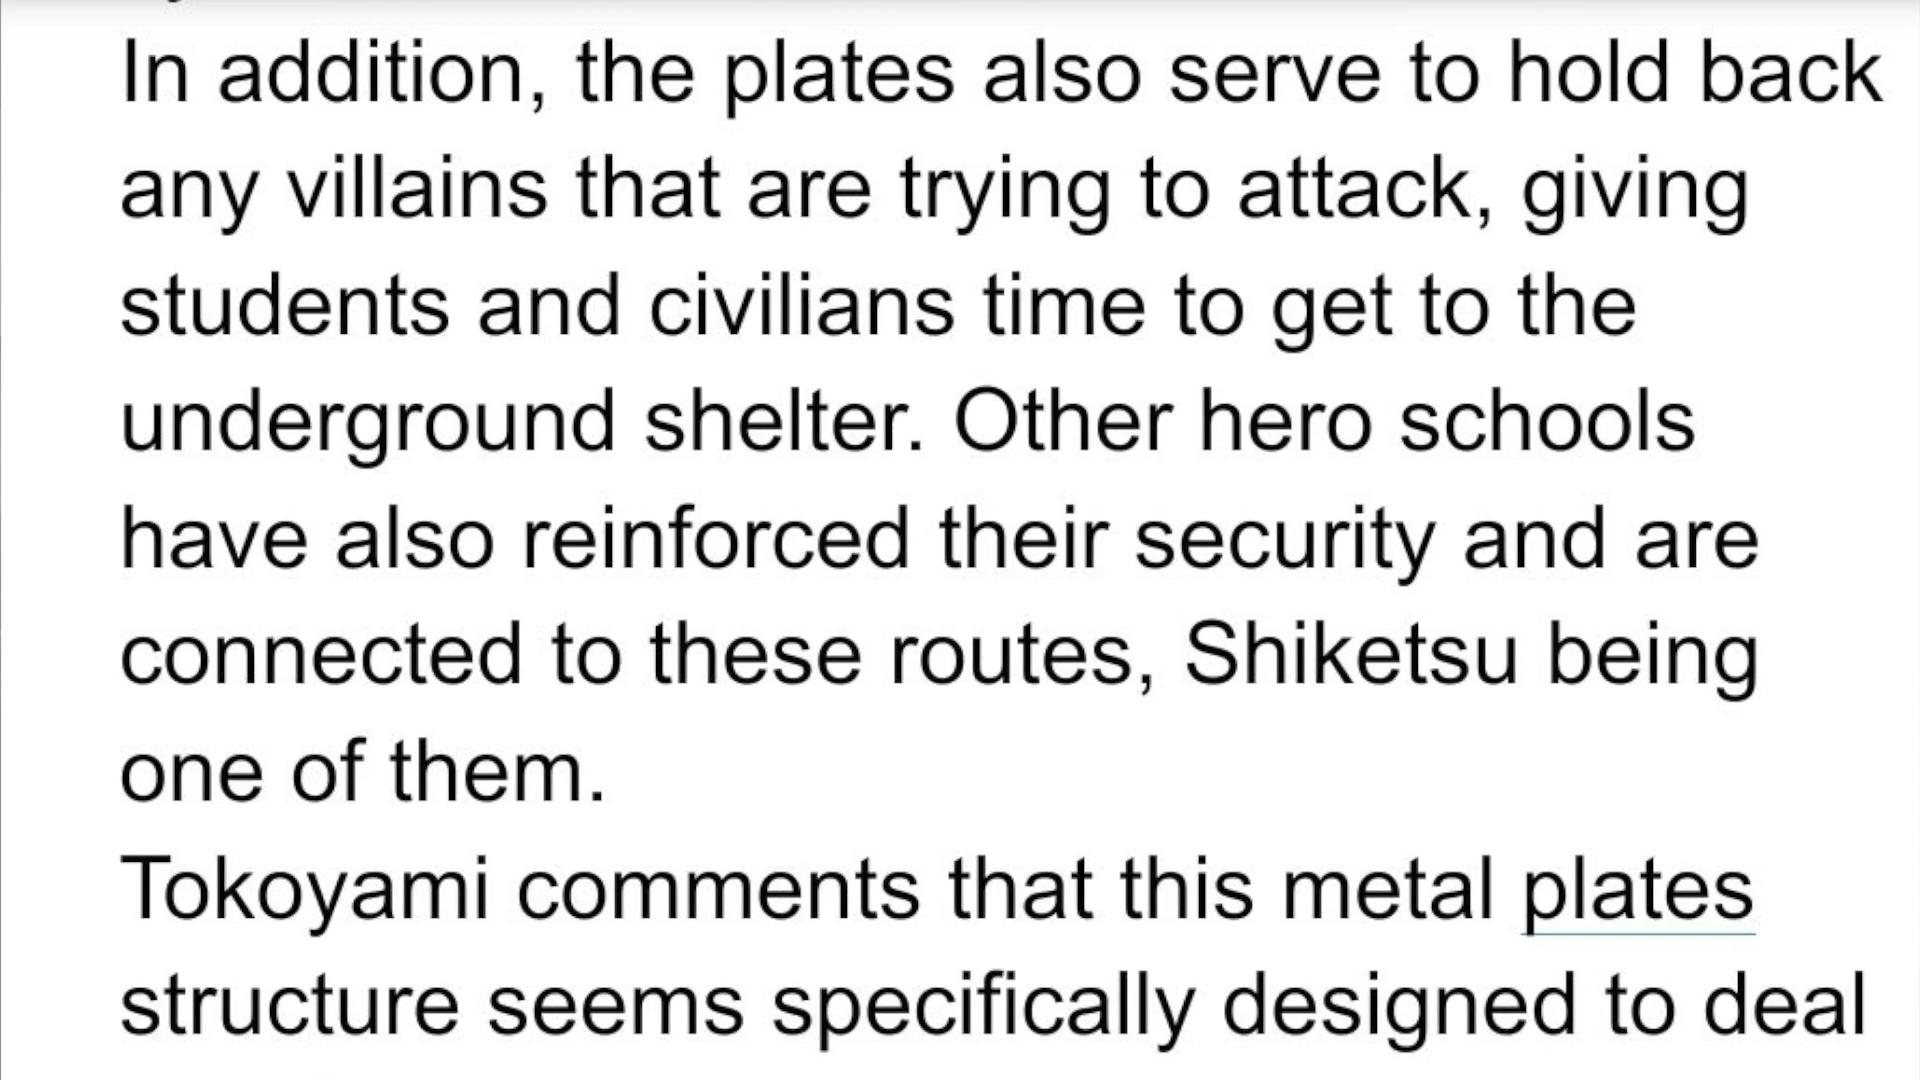 In addition, the plates also serve to hold back
any villains that are trying to attack, giving
students and civilians time to get to the
underground shelter. Other hero schools
have also reinforced their security and are
connected to these routes, Shiketsu being
one of them.
Tokoyami comments that this metal plates
structure seems specifically designed to deal